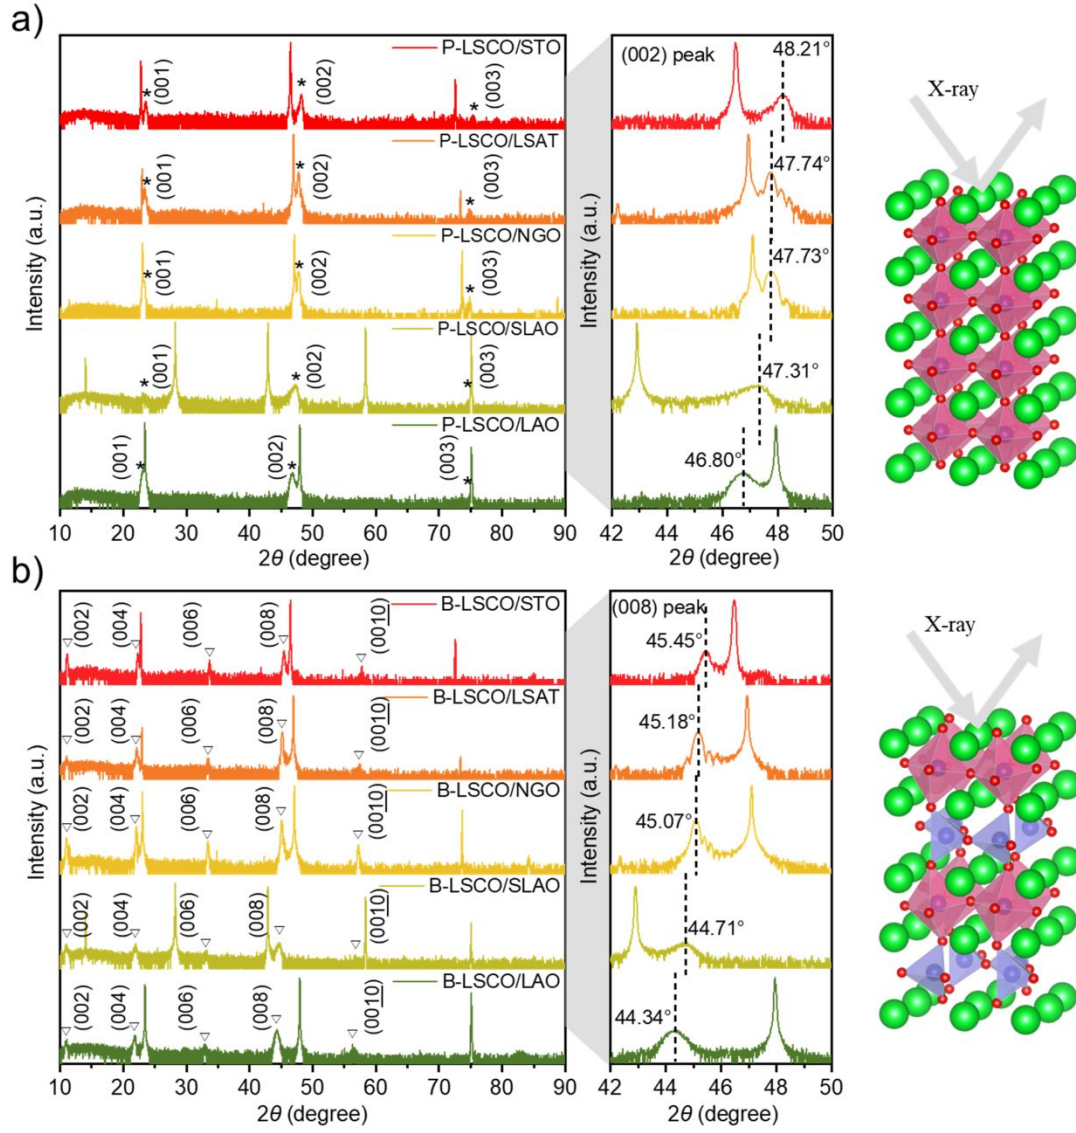 a)
P-LSCO/STO
(001)
*
(002)
*
(003)
*
P-LSCO/LSAT
(001)
*
(002)
*
(003)
*
P-LSCO/NGO
(001)
*
(002)
*
(003)
*
P-LSCO/SLAO
(001)
*
(002)
*
(003)
*
P-LSCO/LAO
(001)
*
(002)
*
(003)
*
Intensity (a.u.)
10 20 30 40 50 60 70 80 90
2θ (degree)
(002) peak
48.21°
47.74°
47.73°
47.31°
46.80°
Intensity (a.u.)
42 44 46 48 50
2θ (degree)
X-ray
b)
B-LSCO/STO
(002)
(004)
(006)
(008)
(0010)
B-LSCO/LSAT
(002)
(004)
(006)
(008)
(0010)
B-LSCO/NGO
(002)
(004)
(006)
(008)
(0010)
B-LSCO/SLAO
(002)
(004)
(006)
(008)
(0010)
B-LSCO/LAO
(002)
(004)
(006)
(008)
(0010)
Intensity (a.u.)
10 20 30 40 50 60 70 80 90
2θ (degree)
(008) peak
45.45°
45.18°
45.07°
44.71°
44.34°
Intensity (a.u.)
42 44 46 48 50
2θ (degree)
X-ray